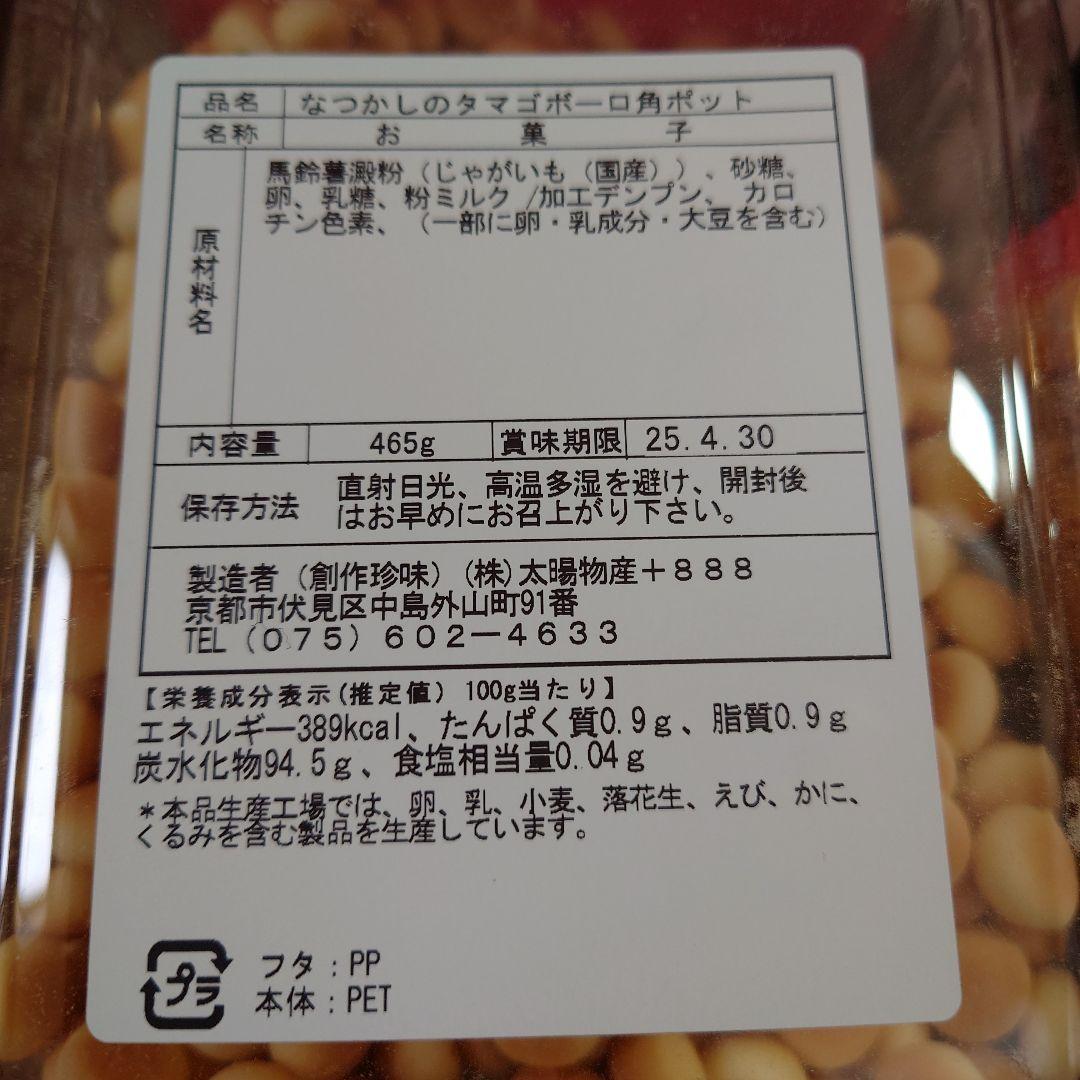 品名 なつかしのタマゴボーロ角ポット
名称 お菓子
原材料名
馬鈴薯澱粉（じゃがいも（国産））、砂糖、
卵、乳糖、粉ミルク/加工デンプン、カロ
チン色素、（一部に卵・乳成分・大豆を含む）
内容量 465g 賞味期限 25.4.30
保存方法
直射日光、高温多湿を避け、開封後
はお早めにお召上がり下さい。
製造者（創作珍味）(株)太陽物産＋８８８
京都市伏見区中島外山町91番
TEL（０７５）６０２－４６３３
【栄養成分表示(推定値) 100g当たり】
エネルギー389kcal、たんぱく質0.9ｇ、脂質0.9ｇ
炭水化物94.5ｇ、食塩相当量0.04ｇ
＊本品生産工場では、卵、乳、小麦、落花生、えび、かに、
くるみを含む製品を生産しています。
プラ
フタ：PP
本体：PET